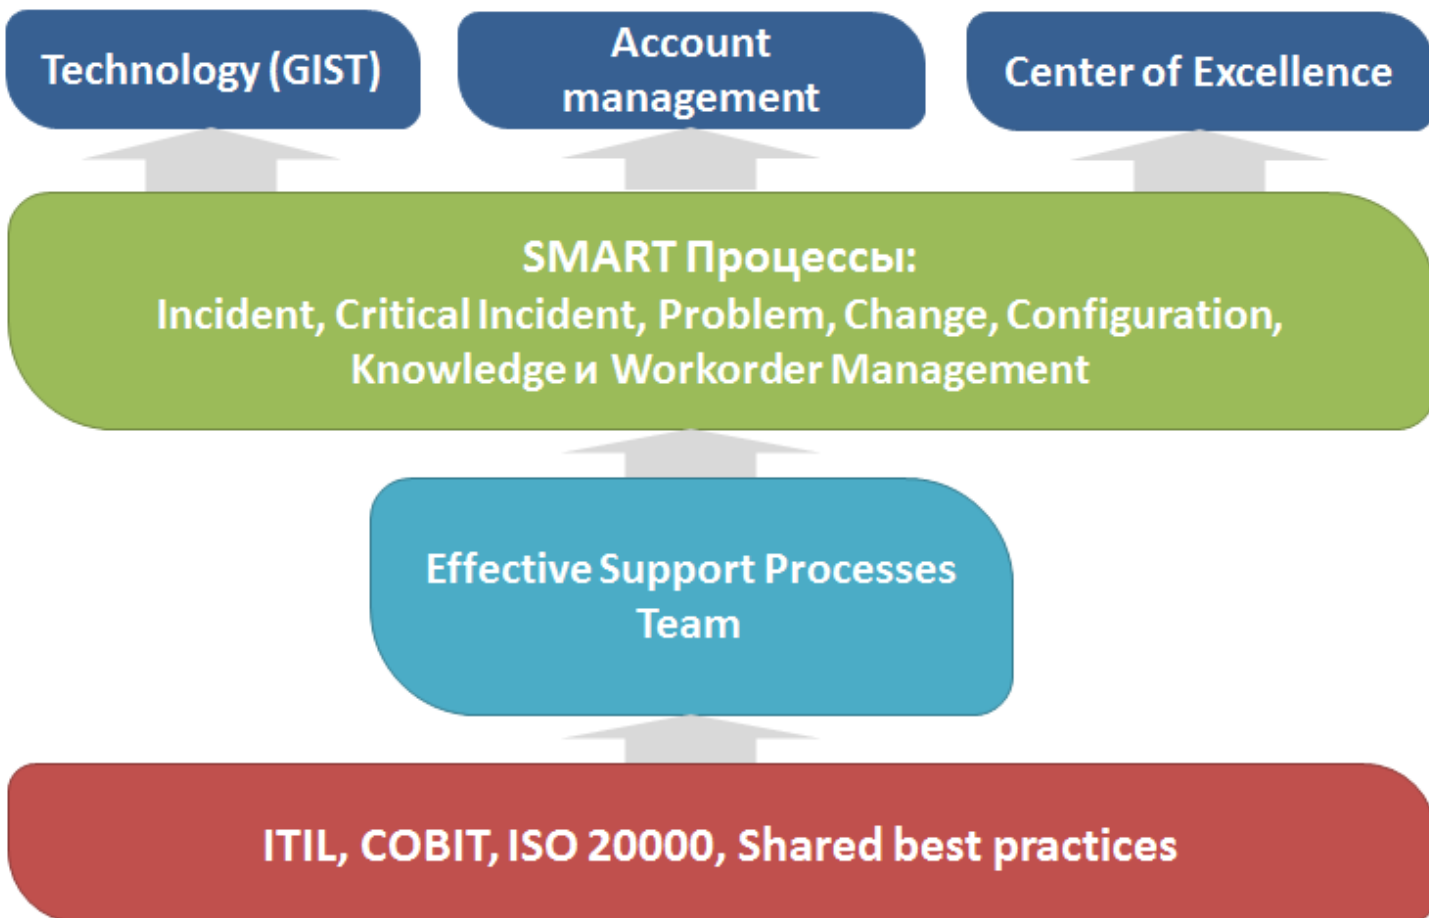 Technology (GIST)
Account
management
Center of Excellence
SMART Процессы:
Incident, Critical Incident, Problem, Change, Configuration,
Knowledge и Workorder Management
Effective Support Processes
Team
ITIL, COBIT, ISO 20000, Shared best practices